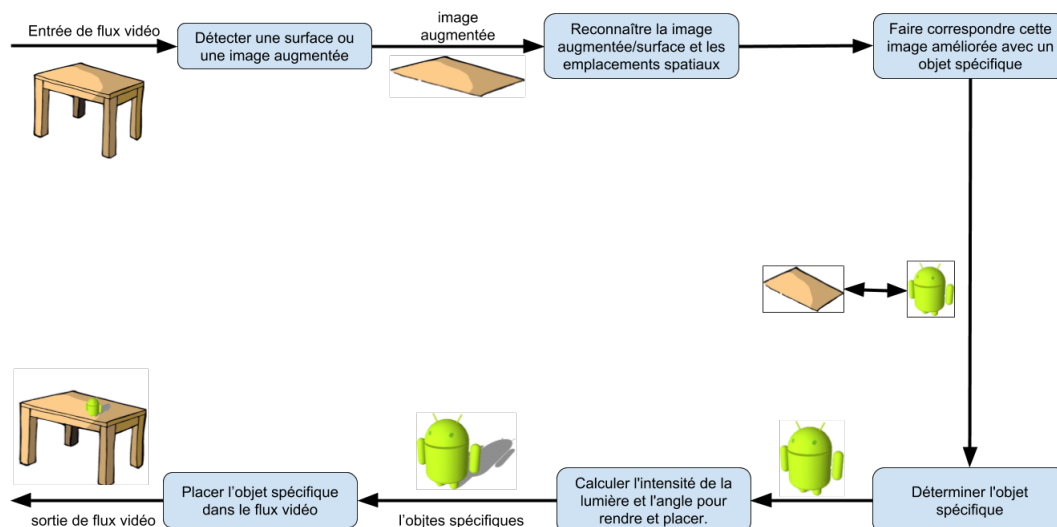 Entrée de flux vidéo
Détecter une surface ou
une image augmentée
image
augmentée
Reconnaître la image
augmentée/surface et les
emplacements spatiaux
Faire correspondre cette
image améliorée avec un
objet spécifique
Déterminer l'objet
spécifique
Calculer l'intensité de la
lumière et l'angle pour
rendre et placer.
l'objtes spécifiques
Placer l'objet spécifique
dans le flux vidéo
sortie de flux vidéo